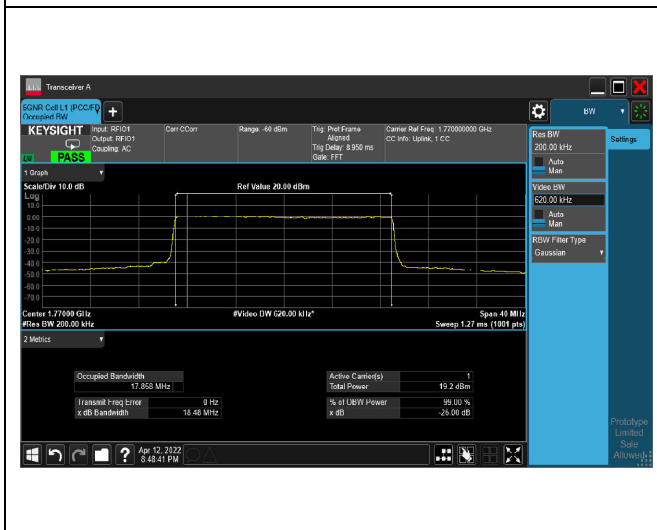 Transceiver A
5GNR Cell L1 (PCC/FD
Occupied BW
+
BW
KEYSIGHT
Input: RFIO1
Output: RFIO1
Coupling: AC
Corr CCorr
Range: -60 dBm
Trig: Pref Frame
Aligned
Trig Delay: 8.950 ms
Gate: FFT
Carrier Ref Freq: 1.770000000 GHz
CC Info: Uplink, 1 CC
PASS
Res BW
200.00 kHz
Auto
Man
Settings
Video BW
620.00 kHz
Auto
Man
RBW Filter Type
Gaussian
1 Graph
Scale/Div 10.0 dB
Ref Value 20.00 dBm
Log
10.0
0.00
-10.0
-20.0
-30.0
-40.0
-50.0
-60.0
-70.0
Center 1.77000 GHz
#Video BW 620.00 kHz*
Span 40 MHz
#Res BW 200.00 kHz
Sweep 1.27 ms (1001 pts)
2 Metrics
Occupied Bandwidth
17.858 MHz
Active Carrier(s) 1
Total Power 19.2 dBm
Transmit Freq Error 0 Hz
x dB Bandwidth 18.48 MHz
% of OBW Power 99.00 %
x dB -26.00 dB
Prototype
Limited
Sale
Allowed
Apr 12, 2022
8:48:41 PM